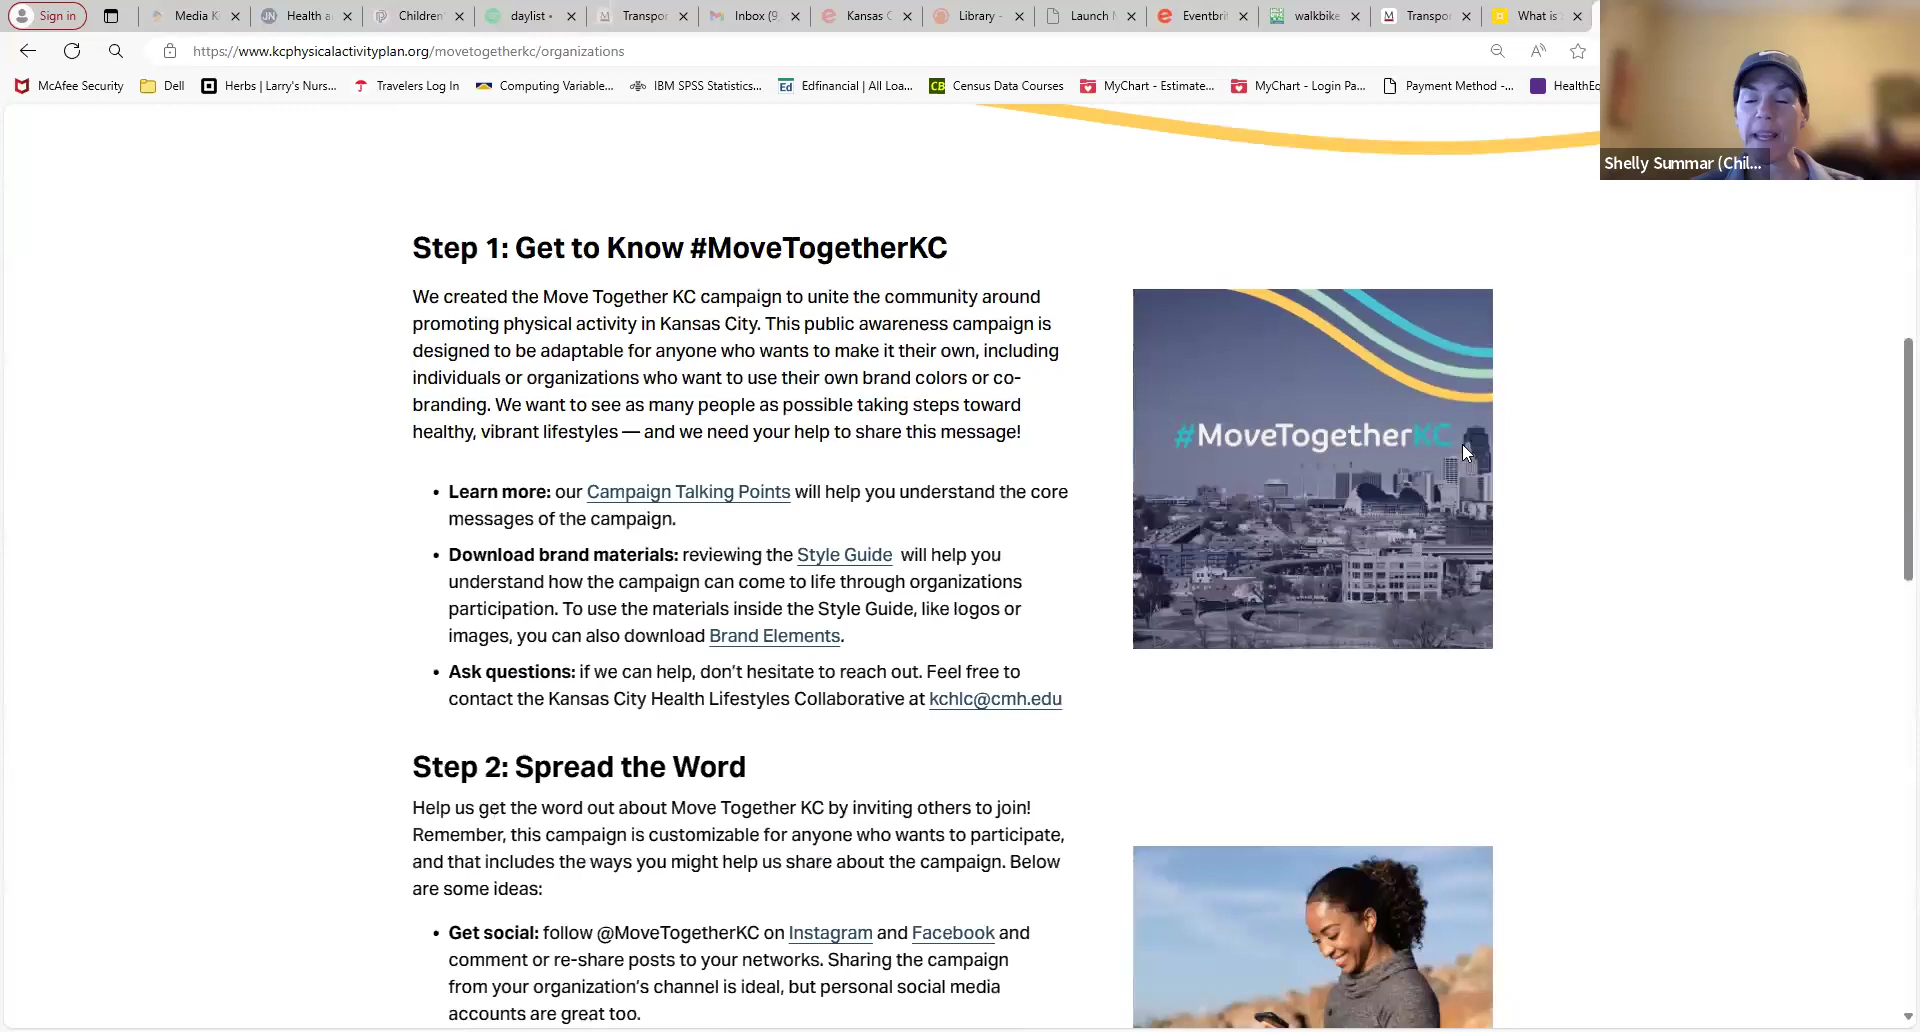 Sign in
Media K
Health a
Children'
daylist •
Transpor
Inbox (9,
Kansas C
Library -
Launch M
Eventbri
walkbike
Transpo
What is
https://www.kcphysicalactivityplan.org/movetogetherkc/organizations
McAfee Security
Dell
Herbs | Larry's Nurs...
Travelers Log In
Computing Variable...
IBM SPSS Statistics...
Edfinancial | All Loa...
Census Data Courses
MyChart - Estimate...
MyChart - Login Pa...
Payment Method -...
HealthEq
Shelly Summar (Chil...
Step 1: Get to Know #MoveTogetherKC
We created the Move Together KC campaign to unite the community around
promoting physical activity in Kansas City. This public awareness campaign is
designed to be adaptable for anyone who wants to make it their own, including
individuals or organizations who want to use their own brand colors or co-
branding. We want to see as many people as possible taking steps toward
healthy, vibrant lifestyles — and we need your help to share this message!
• Learn more: our Campaign Talking Points will help you understand the core
messages of the campaign.
• Download brand materials: reviewing the Style Guide will help you
understand how the campaign can come to life through organizations
participation. To use the materials inside the Style Guide, like logos or
images, you can also download Brand Elements.
• Ask questions: if we can help, don't hesitate to reach out. Feel free to
contact the Kansas City Health Lifestyles Collaborative at kchlc@cmh.edu
#MoveTogetherKC
Step 2: Spread the Word
Help us get the word out about Move Together KC by inviting others to join!
Remember, this campaign is customizable for anyone who wants to participate,
and that includes the ways you might help us share about the campaign. Below
are some ideas:
• Get social: follow @MoveTogetherKC on Instagram and Facebook and
comment or re-share posts to your networks. Sharing the campaign
from your organization's channel is ideal, but personal social media
accounts are great too.